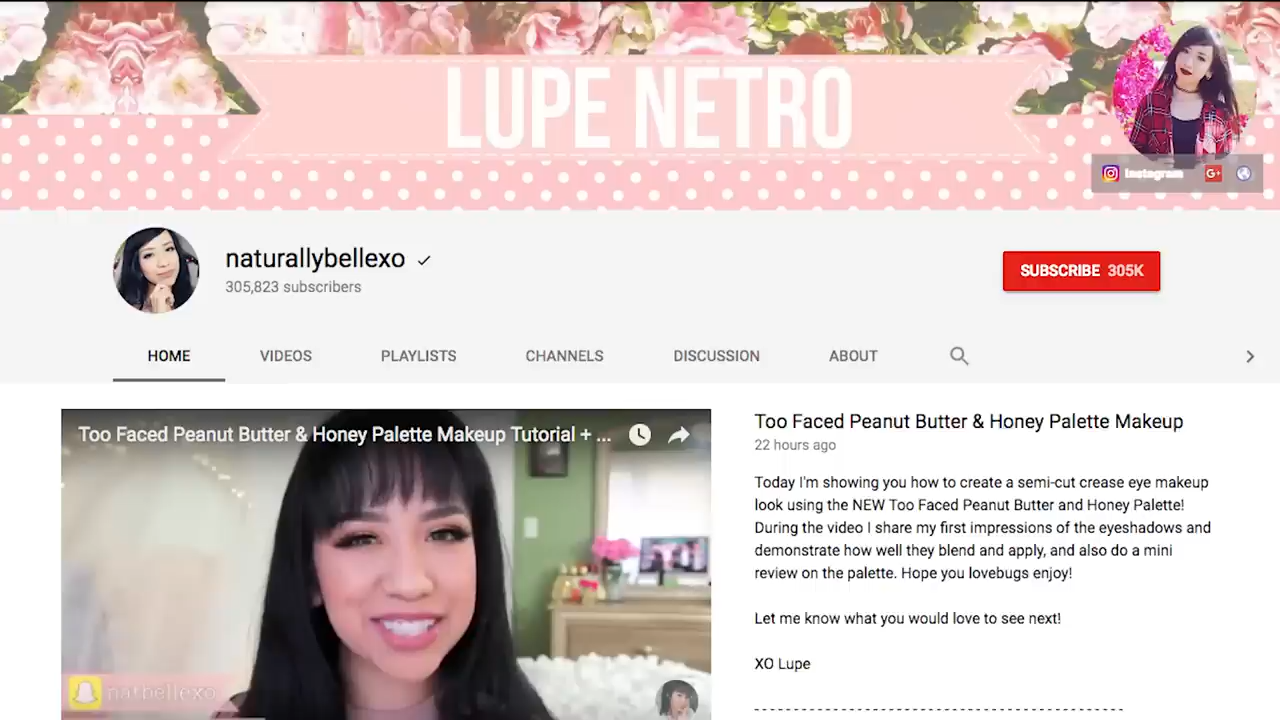 LUPE NETRO
Instagram
G+
naturallybellexo
305,823 subscribers
SUBSCRIBE 305K
HOME VIDEOS PLAYLISTS CHANNELS DISCUSSION ABOUT
Too Faced Peanut Butter & Honey Palette Makeup Tutorial + ...
natbellexo
Too Faced Peanut Butter & Honey Palette Makeup
22 hours ago
Today I'm showing you how to create a semi-cut crease eye makeup
look using the NEW Too Faced Peanut Butter and Honey Palette!
During the video I share my first impressions of the eyeshadows and
demonstrate how well they blend and apply, and also do a mini
review on the palette. Hope you lovebugs enjoy!
Let me know what you would love to see next!
XO Lupe
- - - - - - - - - - - - - - - - - - - - - - - - - - - - - - - - - - - - - - - - - -